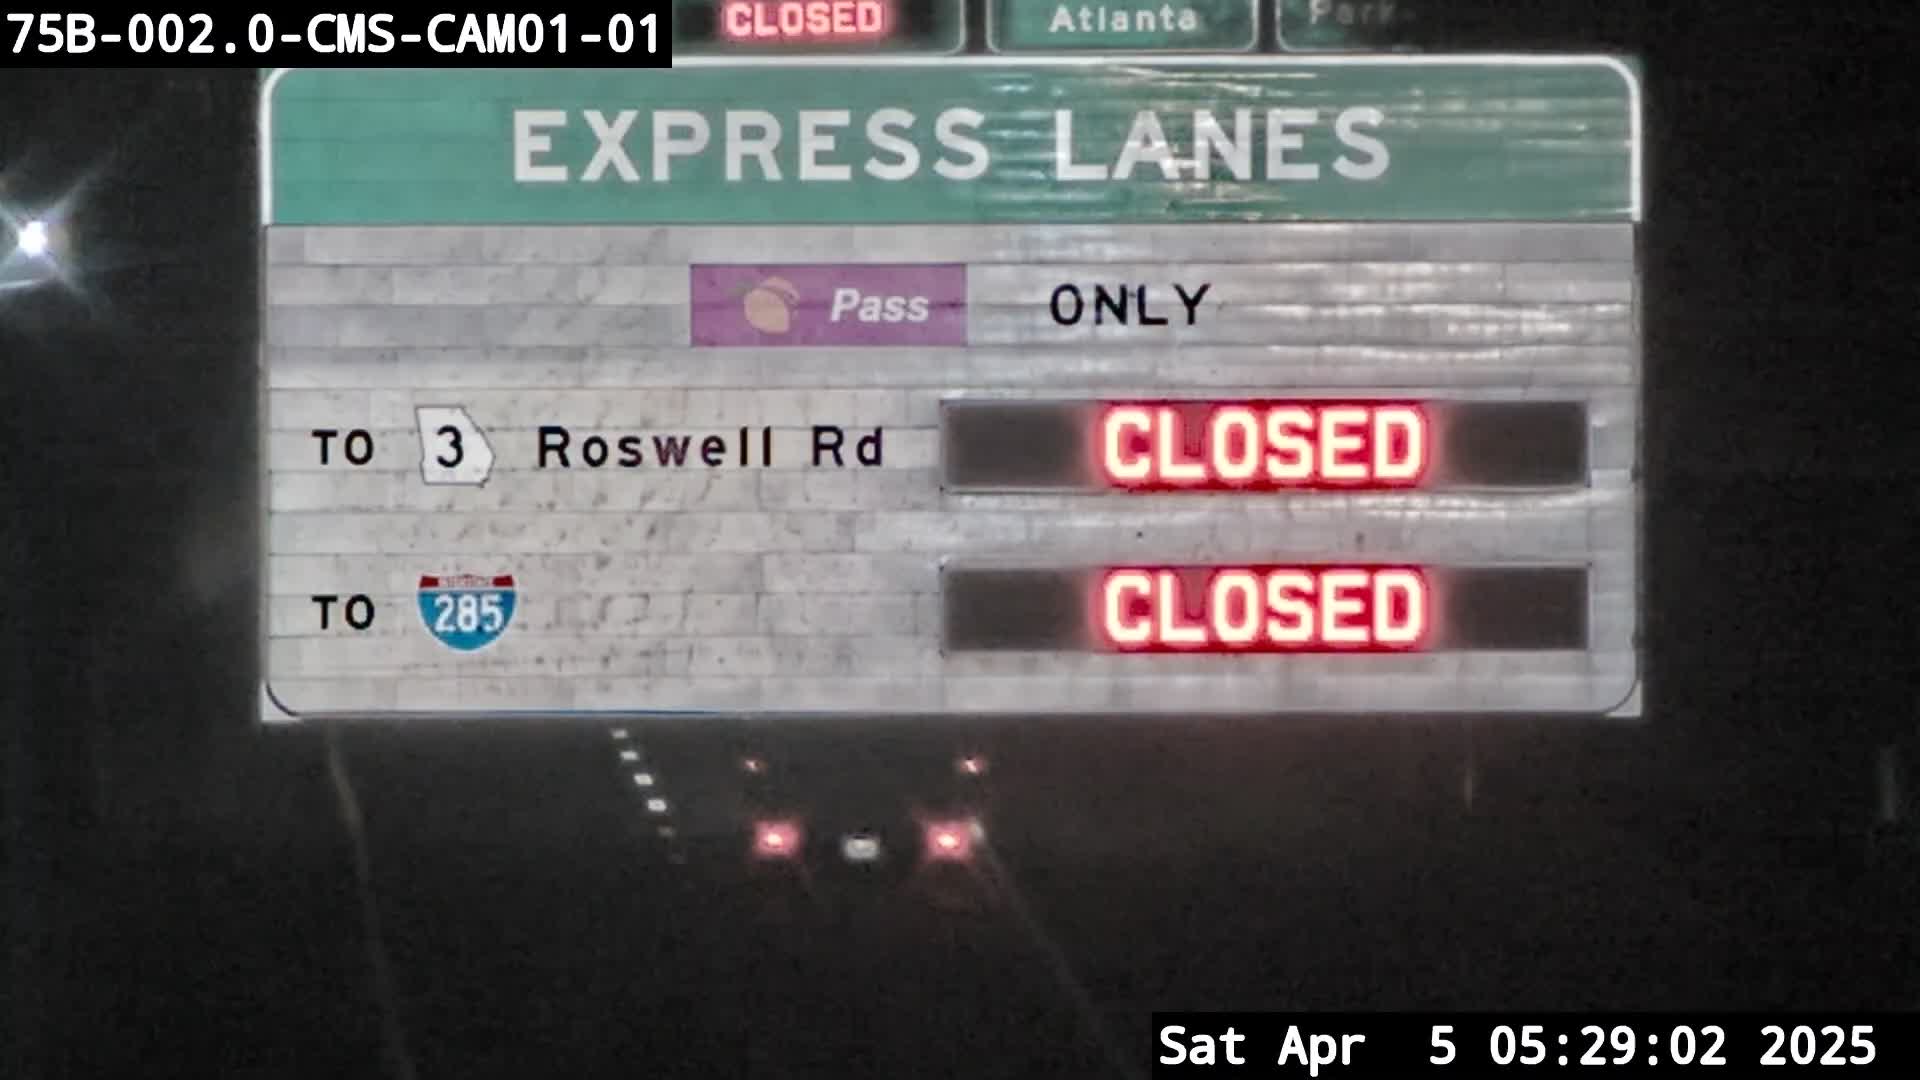 75B-002.0-CMS-CAM01-01
CLOSED
Atlanta
Park
EXPRESS LANES
Pass ONLY
TO 3 Roswell Rd CLOSED
TO 285 CLOSED
Sat Apr 5 05:29:02 2025